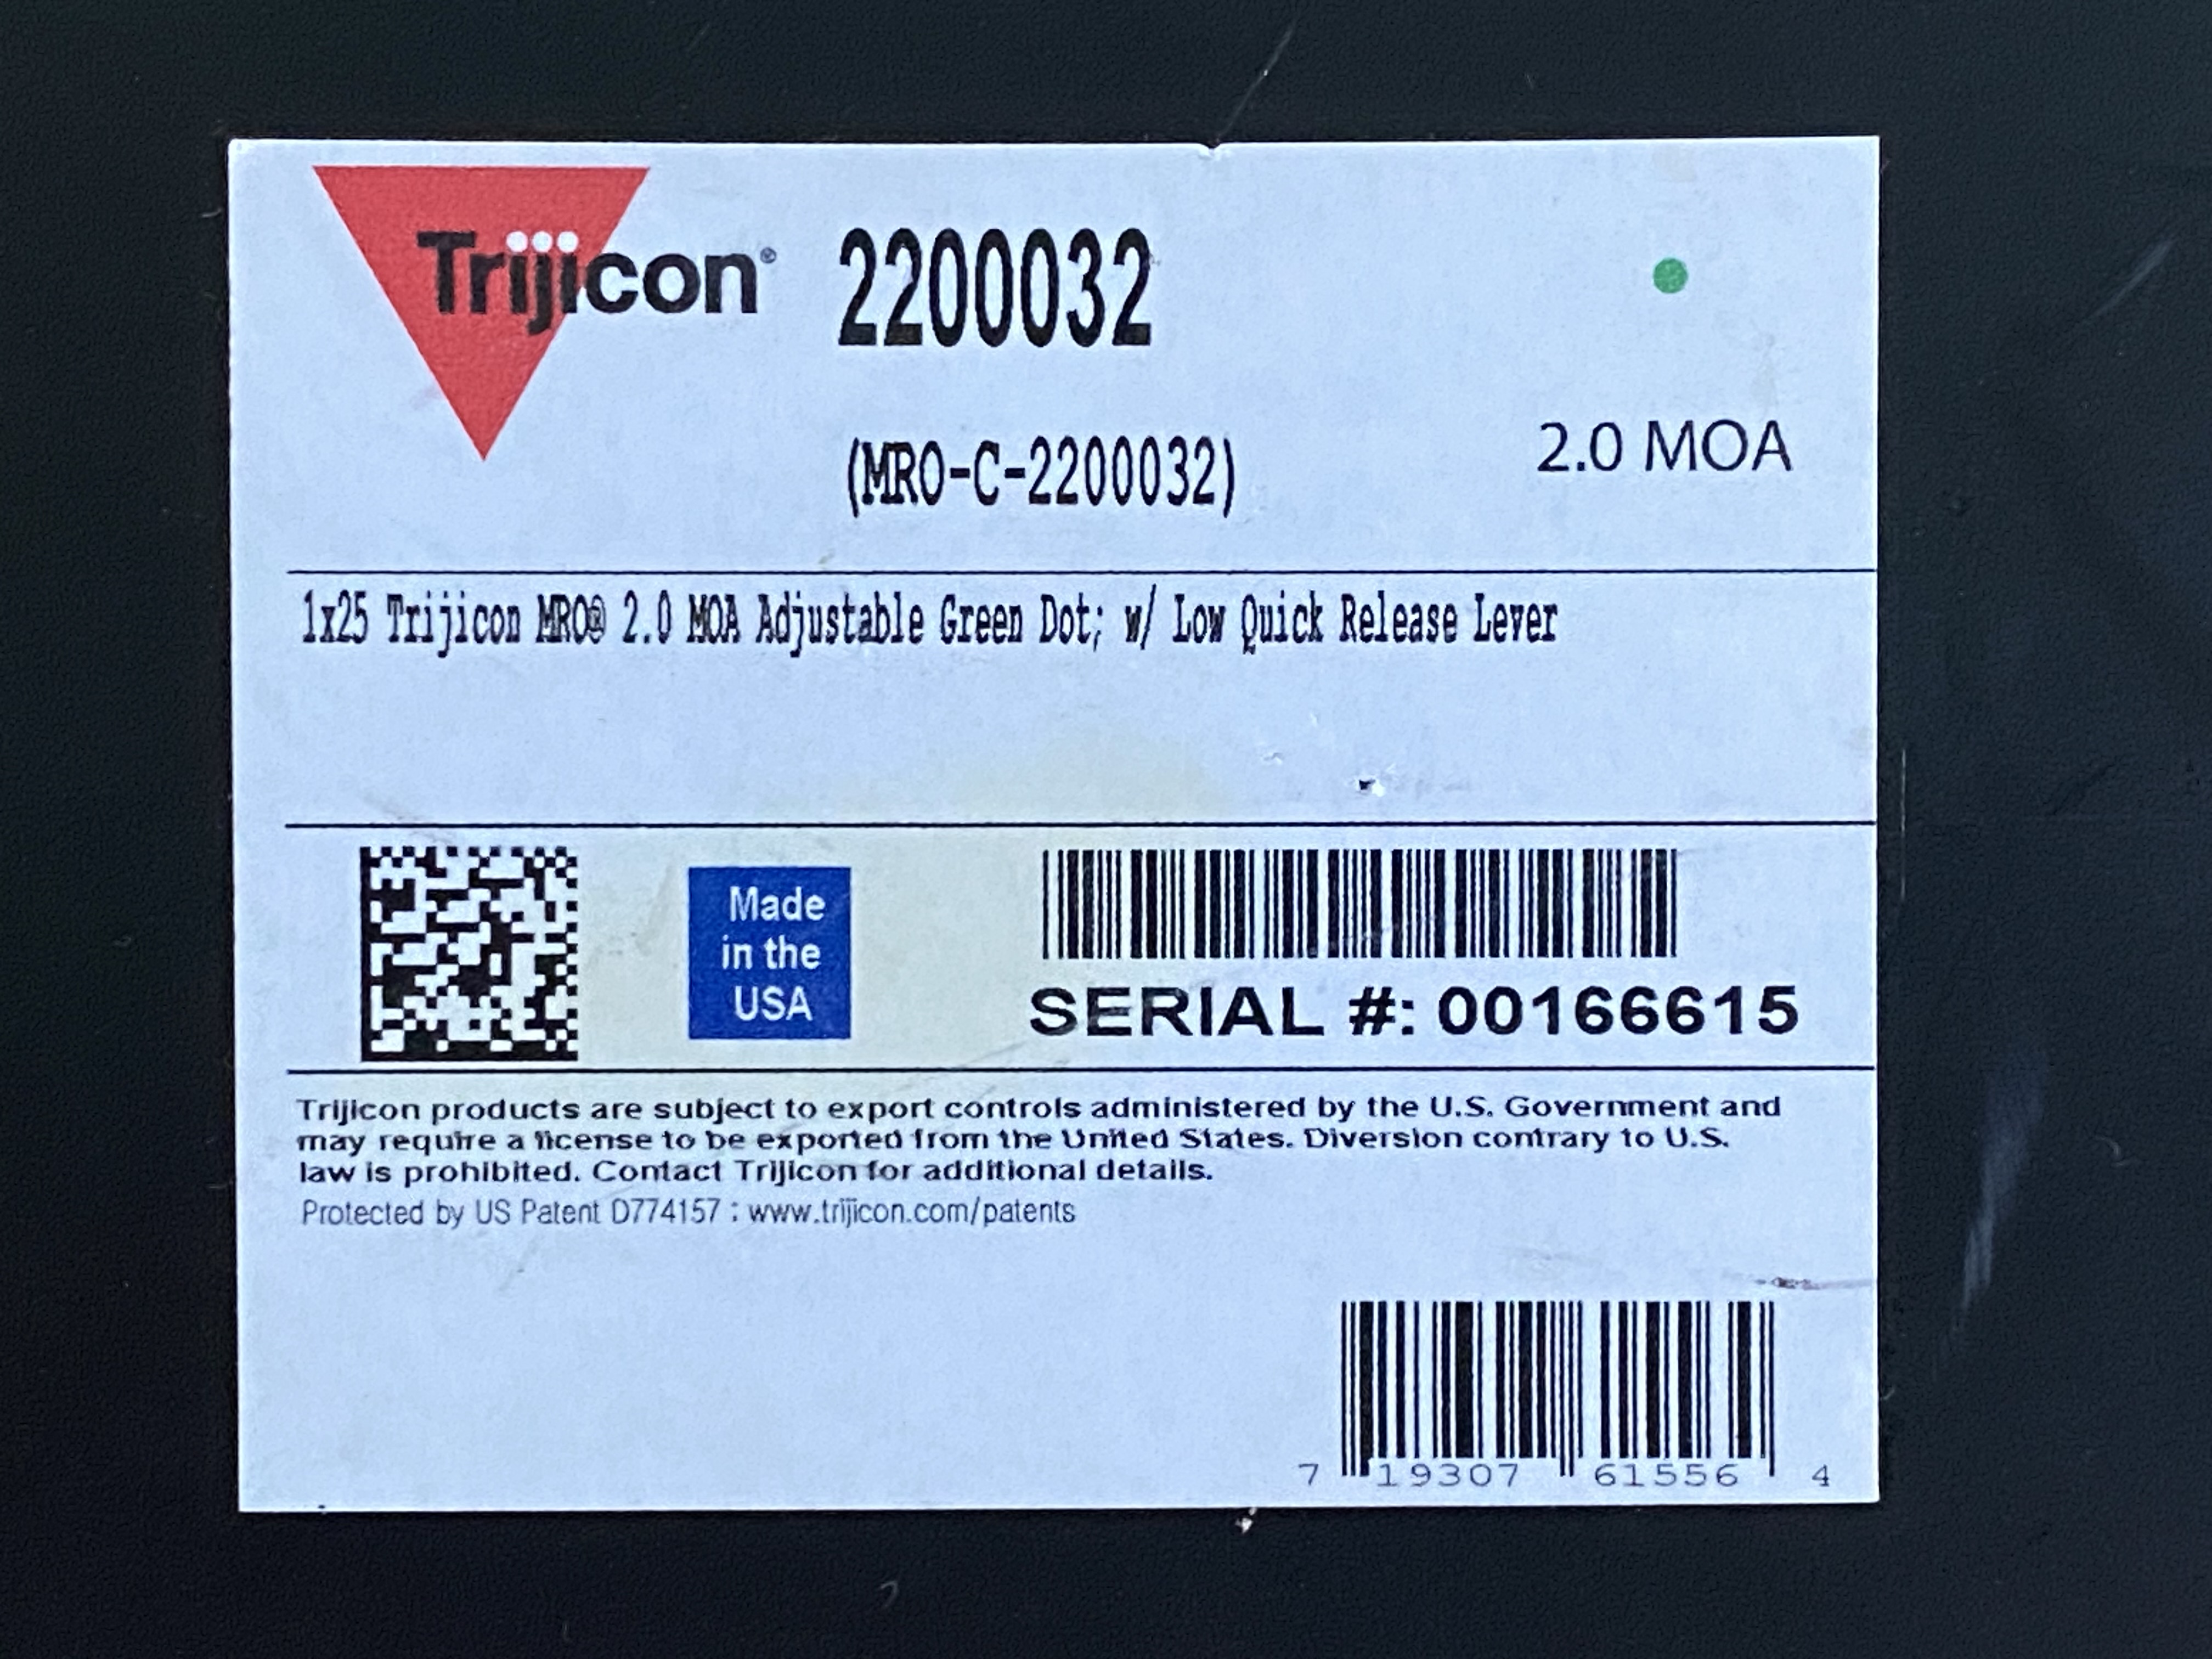 Trijicon® 2200032
(MRO-C-2200032) 2.0 MOA
1x25 Trijicon MRO® 2.0 MOA Adjustable Green Dot; w/ Low Quick Release Lever
Made
in the
USA
SERIAL #: 00166615
Trijicon products are subject to export controls administered by the U.S. Government and
may require a license to be exported from the United States. Diversion contrary to U.S.
law is prohibited. Contact Trijicon for additional details.
Protected by US Patent D774157 ; www.trijicon.com/patents
7 19307 61556 4